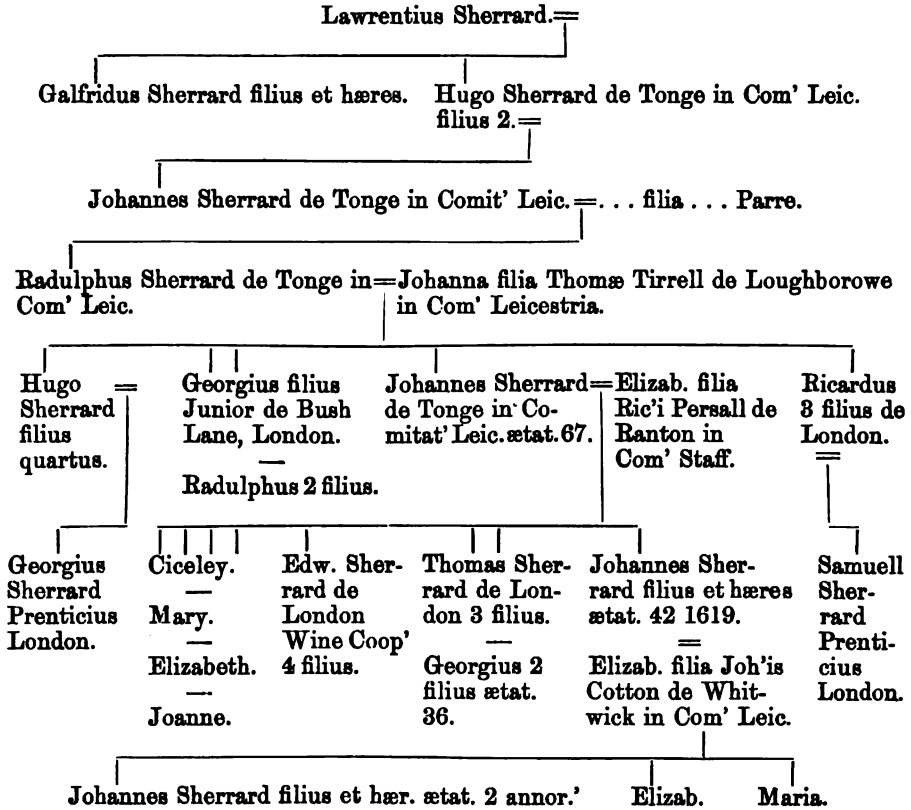 Lawrentius Sherrard.=
Galfridus Sherrard filius et hæres.
Hugo Sherrard de Tonge in Com' Leic.
filius 2.=
Johannes Sherrard de Tonge in Comit' Leic.=. . . filia . . . Parre.
Radulphus Sherrard de Tonge in=
Com' Leic.
Johanna filia Thomæ Tirrell de Loughborowe
in Com' Leicestria.
Hugo =
Sherrard
filius
quartus.
Georgius filius
Junior de Bush
Lane, London.
—
Radulphus 2 filius.
Johannes Sherrard=
de Tonge in Co-
mitat' Leic. ætat. 67.
Elizab. filia
Ric'i Persall de
Ranton in
Com' Staff.
Ricardus
3 filius de
London.
=
Georgius
Sherrard
Prenticius
London.
Ciceley.
—
Mary.
—
Elizabeth.
—
Joanne.
Edw. Sher-
rard de
London
Wine Coop'
4 filius.
Thomas Sher-
rard de Lon-
don 3 filius.
—
Georgius 2
filius ætat.
36.
Johannes Sher-
rard filius et hæres
ætat. 42 1619.
=
Elizab. filia Joh'is
Cotton de Whit-
wick in Com' Leic.
Samuell
Sher-
rard
Prenti-
cius
London.
Johannes Sherrard filius et hær. ætat. 2 annor.'
Elizab.
Maria.